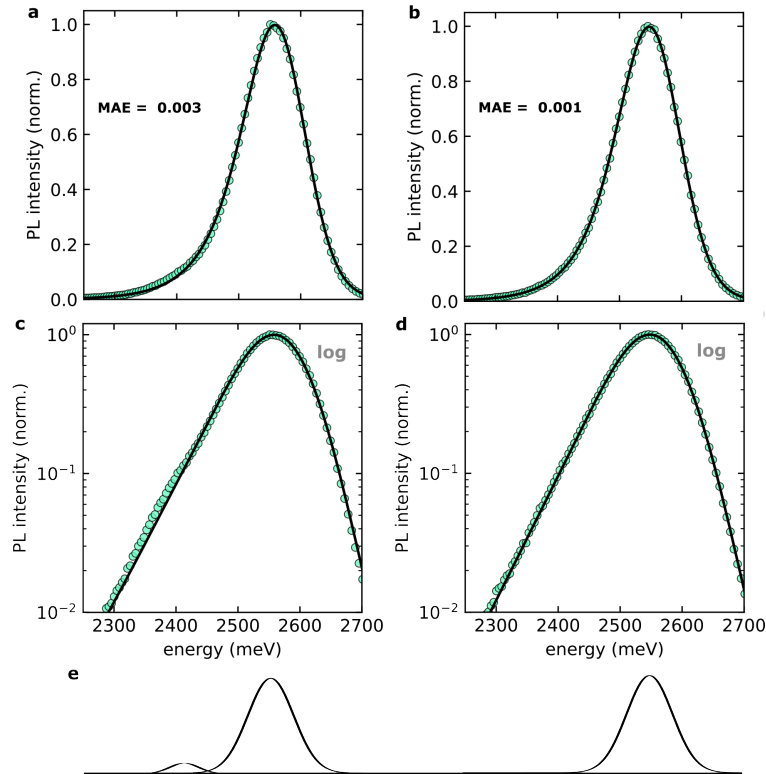 a
1.0
0.8
0.6
0.4
0.2
0.0
PL intensity (norm.)
MAE = 0.003
b
1.0
0.8
0.6
0.4
0.2
0.0
PL intensity (norm.)
MAE = 0.001
c
10⁰
10⁻¹
10⁻²
PL intensity (norm.)
log
2300 2400 2500 2600 2700
energy (meV)
d
10⁰
10⁻¹
10⁻²
PL intensity (norm.)
log
2300 2400 2500 2600 2700
energy (meV)
e